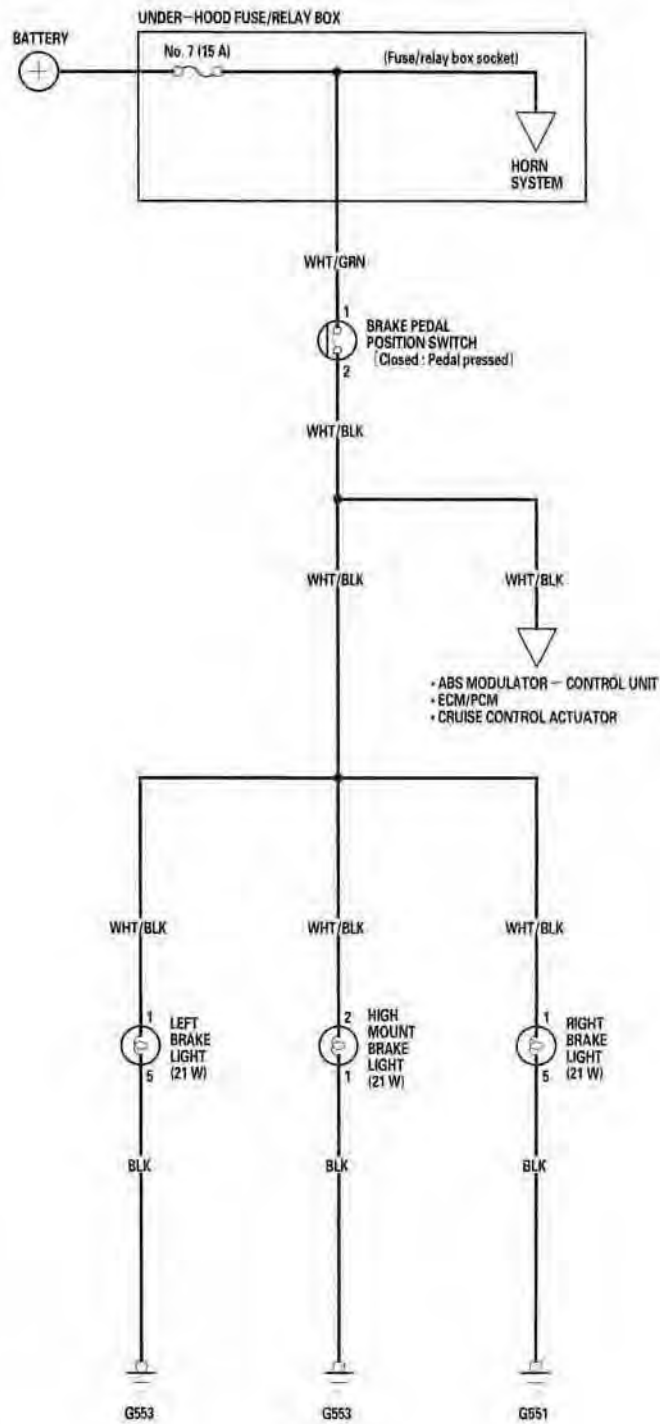 UNDER-HOOD FUSE/RELAY BOX
BATTERY
No. 7 (15 A)
(Fuse/relay box socket)
HORN
SYSTEM
WHT/GRN
1
BRAKE PEDAL
POSITION SWITCH
(Closed : Pedal pressed)
2
WHT/BLK
WHT/BLK
WHT/BLK
• ABS MODULATOR - CONTROL UNIT
• ECM/PCM
• CRUISE CONTROL ACTUATOR
WHT/BLK
WHT/BLK
WHT/BLK
1
LEFT
BRAKE
LIGHT
(21 W)
5
2
HIGH
MOUNT
BRAKE
LIGHT
(21 W)
1
1
RIGHT
BRAKE
LIGHT
(21 W)
5
BLK
BLK
BLK
G553
G553
G551